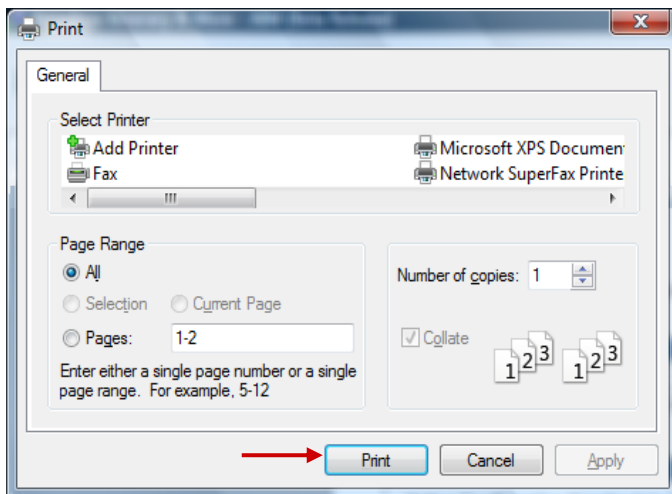 Print
X
General
Select Printer
Add Printer
Microsoft XPS Documen
Fax
Network SuperFax Printe
Page Range
All
Selection
Current Page
Pages:
1-2
Enter either a single page number or a single
page range. For example, 5-12
Number of copies:
1
Collate
1 2 3
1 2 3
Print
Cancel
Apply